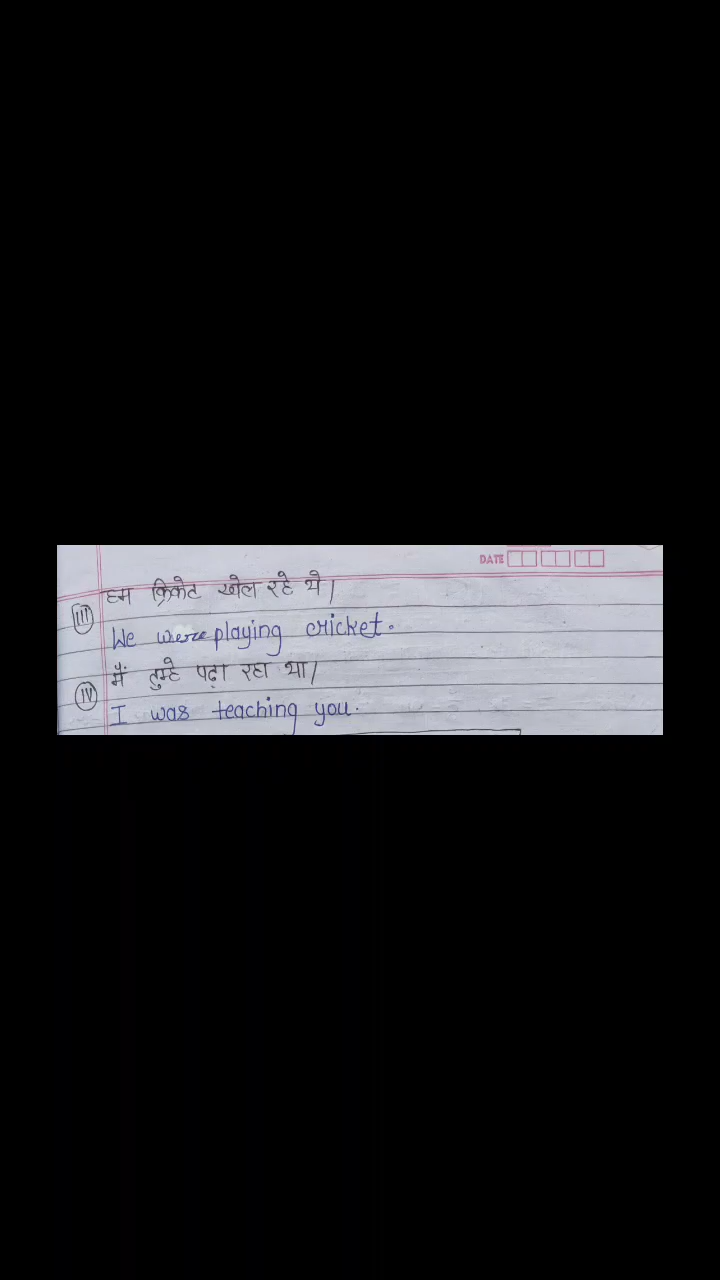 DATE
हम क्रिकेट खेल रहे थे।
(III)
We were playing cricket.
मैं तुम्हे पढ़ा रहा था।
(IV)
I was teaching you.